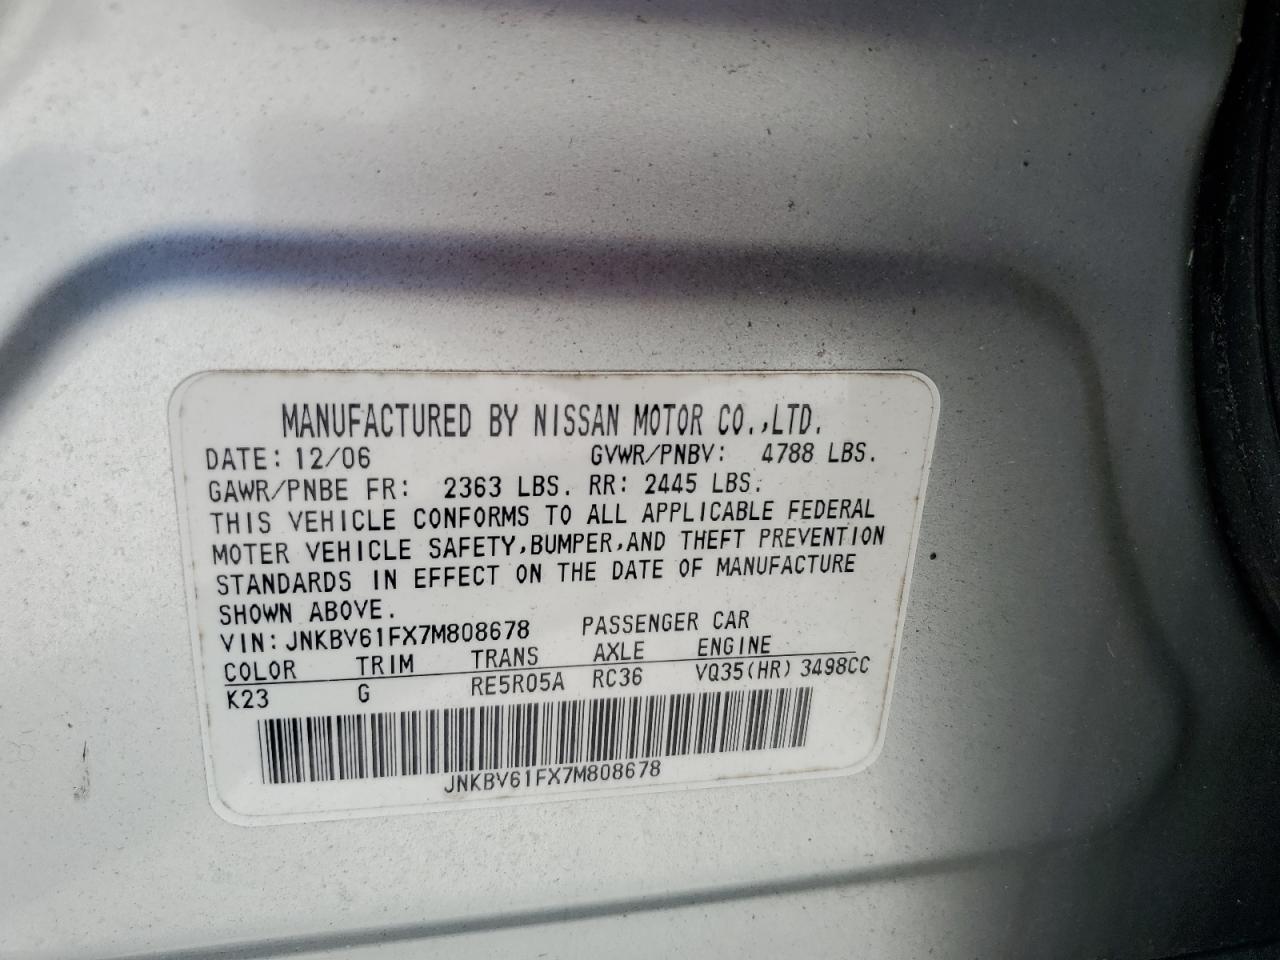 MANUFACTURED BY NISSAN MOTOR CO.,LTD.
DATE: 12/06 GVWR/PNBV: 4788 LBS.
GAWR/PNBE FR: 2363 LBS. RR: 2445 LBS.
THIS VEHICLE CONFORMS TO ALL APPLICABLE FEDERAL
MOTER VEHICLE SAFETY,BUMPER,AND THEFT PREVENTION
STANDARDS IN EFFECT ON THE DATE OF MANUFACTURE
SHOWN ABOVE.
VIN: JNKBV61FX7M808678 PASSENGER CAR
COLOR TRIM TRANS AXLE ENGINE
K23 G RE5R05A RC36 VQ35(HR) 3498CC
JNKBV61FX7M808678